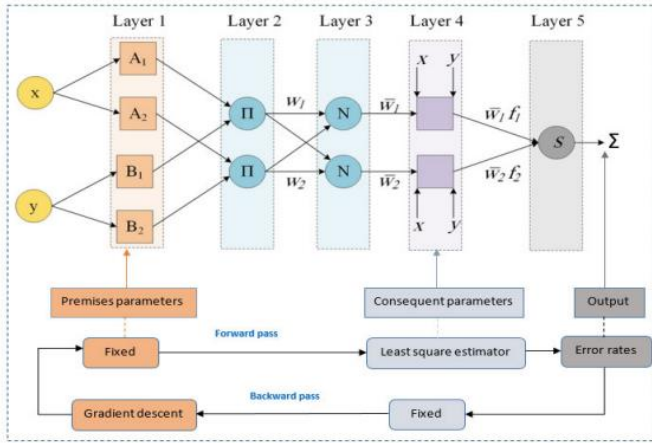 Layer 1 Layer 2 Layer 3 Layer 4 Layer 5
x y
A₁
x
w₁ w̅₁ w̅₁ f₁
Π N
A₂
S Σ
B₁
Π N
w₂ w̅₂ w̅₂ f₂
y
B₂
x y
Premises parameters Consequent parameters Output
Forward pass
Fixed Least square estimator Error rates
Backward pass
Gradient descent Fixed